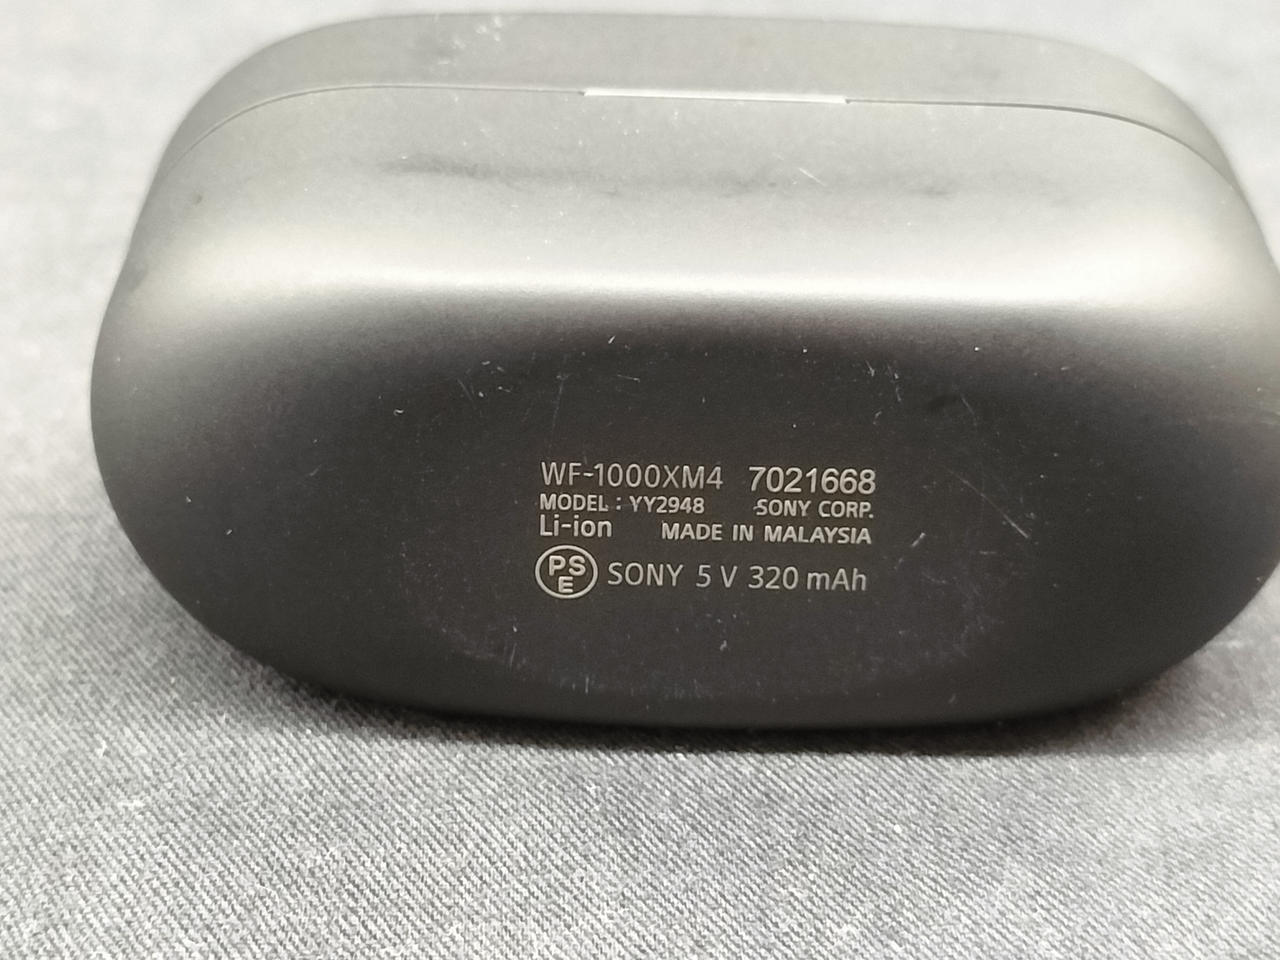 WF-1000XM4 7021668
MODEL : YY2948 SONY CORP.
Li-ion MADE IN MALAYSIA
PSE SONY 5 V 320 mAh